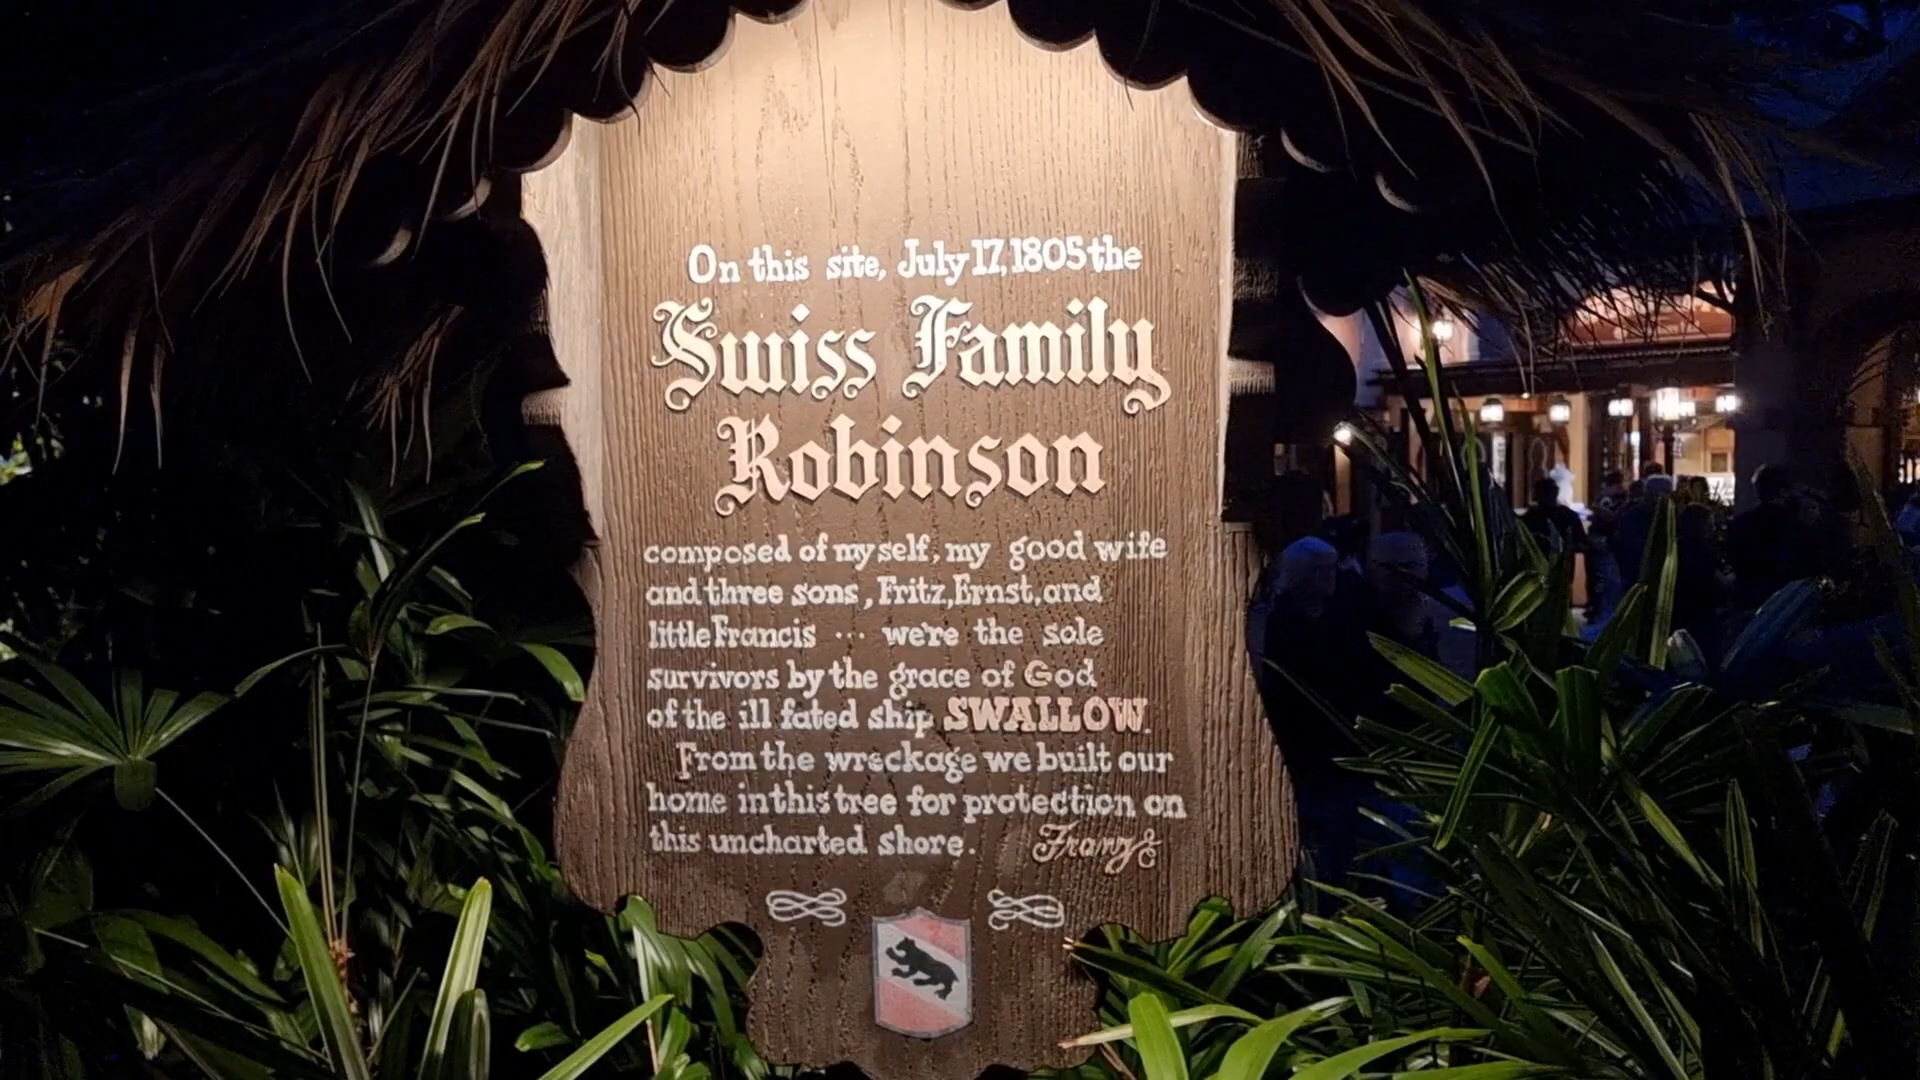 On this site, July 17, 1805 the
Swiss Family
Robinson
composed of myself, my good wife
and three sons, Fritz, Ernst, and
little Francis ... we're the sole
survivors by the grace of God
of the ill fated ship SWALLOW.
From the wreckage we built our
home in this tree for protection on
this uncharted shore. Franz